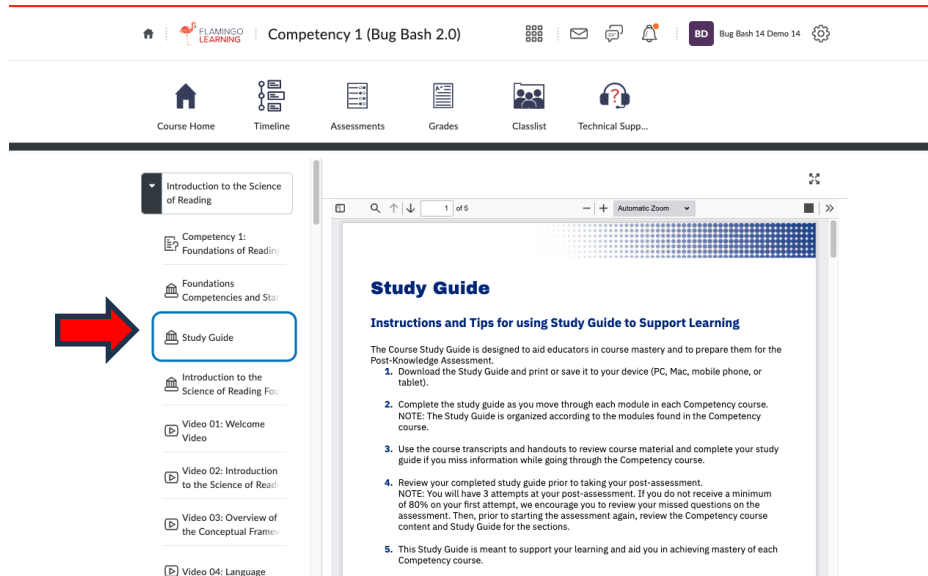 FLAMINGO
LEARNING
Competency 1 (Bug Bash 2.0)
BD
Bug Bash 14 Demo 14
Course Home
Timeline
Assessments
Grades
Classlist
Technical Supp...
Introduction to the Science
of Reading
Competency 1:
Foundations of Reading
Foundations
Competencies and Sta
Study Guide
Introduction to the
Science of Reading Fou
Video 01: Welcome
Video
Video 02: Introduction
to the Science of Readi
Video 03: Overview of
the Conceptual Framew
Video 04: Language
1 of 5
Automatic Zoom
Study Guide
Instructions and Tips for using Study Guide to Support Learning
The Course Study Guide is designed to aid educators in course mastery and to prepare them for the
Post-Knowledge Assessment.
1. Download the Study Guide and print or save it to your device (PC, Mac, mobile phone, or
tablet).
2. Complete the study guide as you move through each module in each Competency course.
NOTE: The Study Guide is organized according to the modules found in the Competency
course.
3. Use the course transcripts and handouts to review course material and complete your study
guide if you miss information while going through the Competency course.
4. Review your completed study guide prior to taking your post-assessment.
NOTE: You will have 3 attempts at your post-assessment. If you do not receive a minimum
of 80% on your first attempt, we encourage you to review your missed questions on the
assessment. Then, prior to starting the assessment again, review the Competency course
content and Study Guide for the sections.
5. This Study Guide is meant to support your learning and aid you in achieving mastery of each
Competency course.